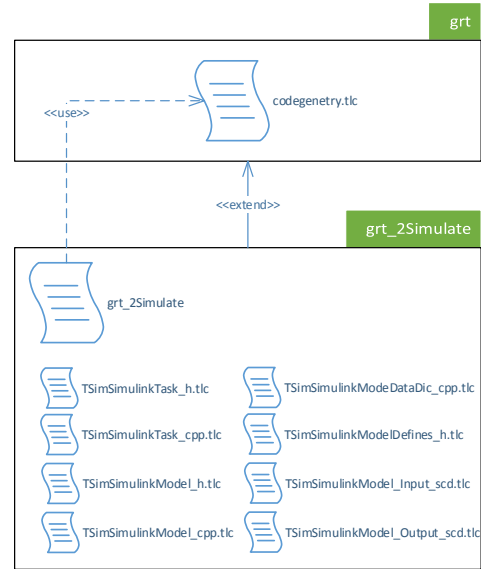 grt
codegenetry.tlc
<<use>>
<<extend>>
grt_2Simulate
grt_2Simulate
TSimSimulinkTask_h.tlc
TSimSimulinkModeDataDic_cpp.tlc
TSimSimulinkTask_cpp.tlc
TSimSimulinkModelDefines_h.tlc
TSimSimulinkModel_h.tlc
TSimSimulinkModel_Input_scd.tlc
TSimSimulinkModel_cpp.tlc
TSimSimulinkModel_Output_scd.tlc